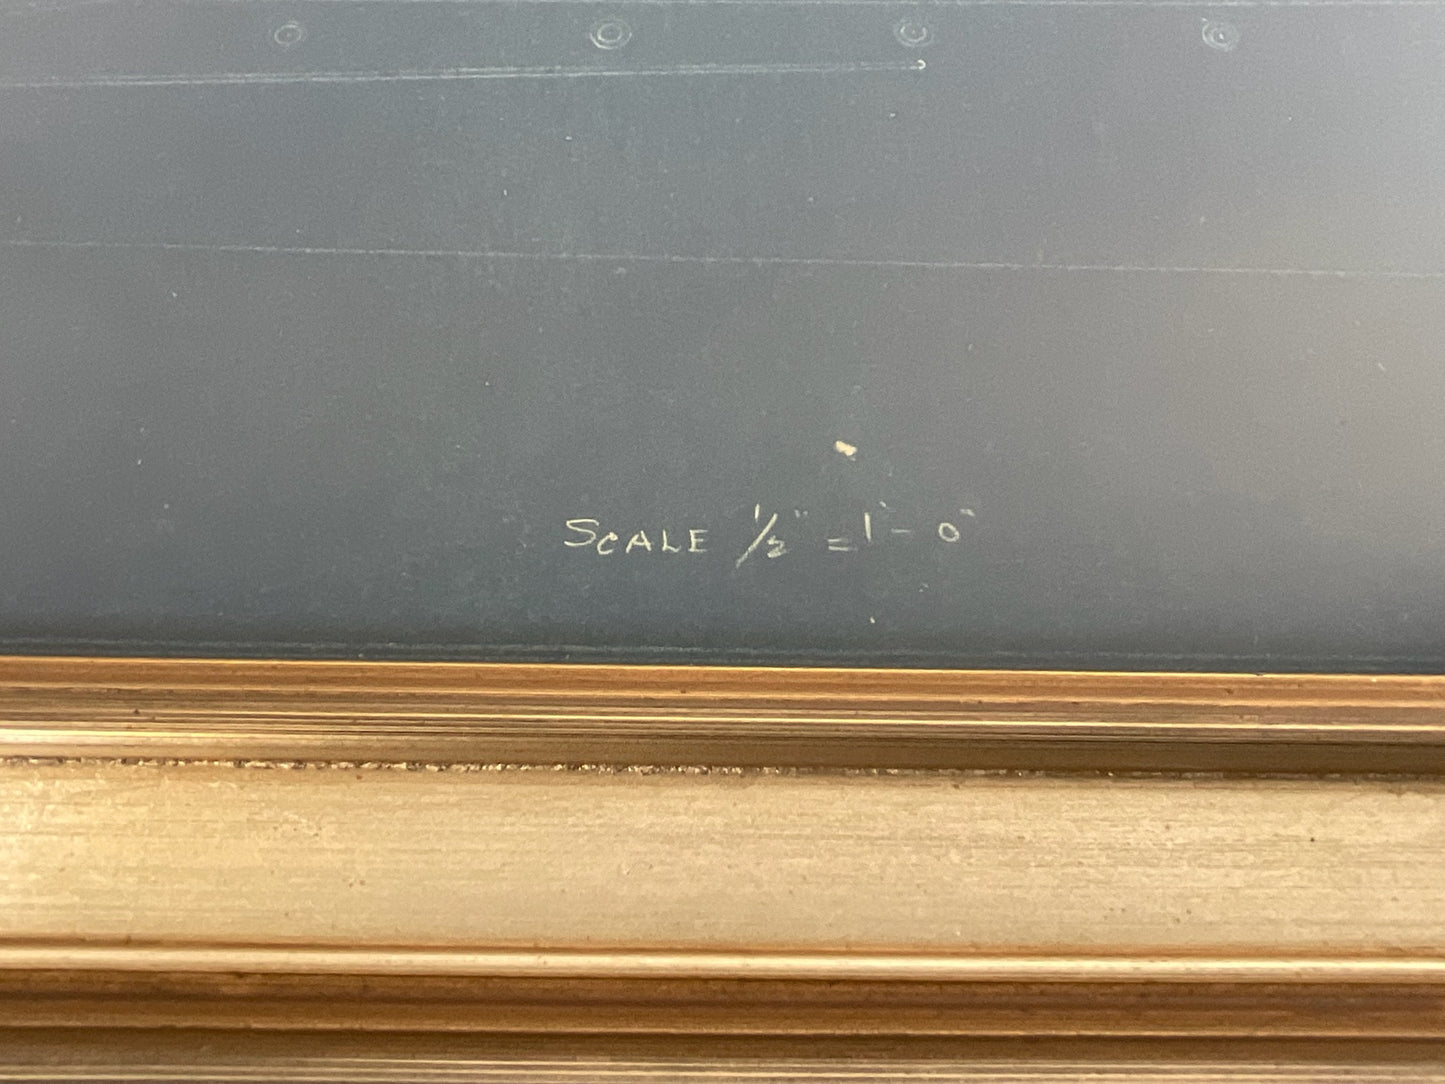 SCALE 1/2" = 1' - 0"